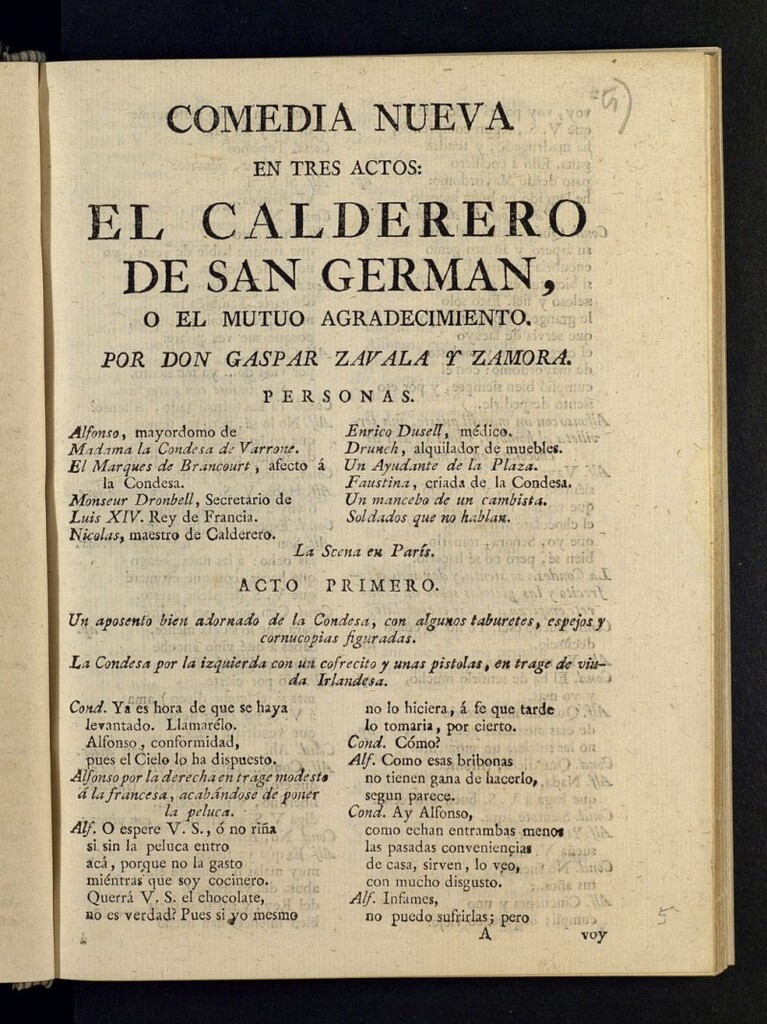 5)
COMEDIA NUEVA
EN TRES ACTOS:
EL CALDERERO
DE SAN GERMAN,
O EL MUTUO AGRADECIMIENTO.
POR DON GASPAR ZAVALA Y ZAMORA.
PERSONAS.
Alfonso, mayordomo de
Madama la Condesa de Varrone.
El Marques de Brancourt, afecto á
la Condesa.
Monseur Dronbell, Secretario de
Luis XIV. Rey de Francia.
Nicolas, maestro de Calderero.
Enrico Dusell, médico.
Drunch, alquilador de muebles.
Un Ayudante de la Plaza.
Faustina, criada de la Condesa.
Un mancebo de un cambista.
Soldados que no hablan.
La Scena en París.
ACTO PRIMERO.
Un aposento bien adornado de la Condesa, con algunos taburetes, espejos y
cornucopias figuradas.
La Condesa por la izquierda con un cofrecito y unas pistolas, en trage de viu-
da Irlandesa.
Cond. Ya es hora de que se haya
levantado. Llamarélo.
Alfonso, conformidad,
pues el Cielo lo ha dispuesto.
Alfonso por la derecha en trage modesto
á la francesa, acabándose de poner
la peluca.
Alf. O espere V. S., ó no riña
si sin la peluca entro
acá, porque no la gasto
miéntras que soy cocinero.
Querrá V. S. el chocolate,
no es verdad? Pues si yo mesmo
no lo hiciera, á fe que tarde
lo tomaria, por cierto.
Cond. Cómo?
Alf. Como esas bribonas
no tienen gana de hacerlo,
segun parece.
Cond. Ay Alfonso,
como echan entrambas menos
las pasadas conveniencias
de casa, sirven, lo veo,
con mucho disgusto.
Alf. Infames,
no puedo sufrirlas; pero
A voy
5